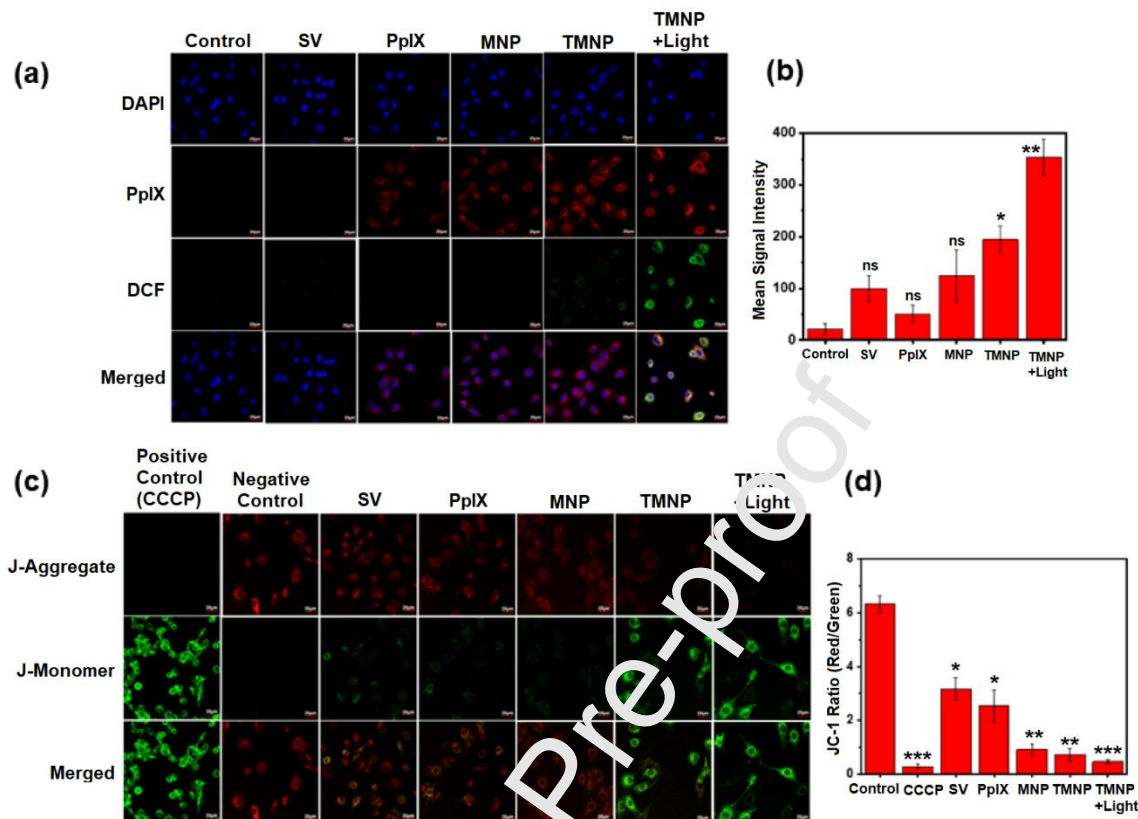 (a)
Control SV PpIX MNP TMNP TMNP
+Light
DAPI
PpIX
DCF
Merged
(b)
Mean Signal Intensity
400
300
200
100
0
ns
ns
ns
*
**
Control SV PpIX MNP TMNP TMNP
+Light
(c)
Positive
Control
(CCCP)
Negative
Control
SV PpIX MNP TMNP TMNP
+Light
J-Aggregate
J-Monomer
Merged
(d)
JC-1 Ratio (Red/Green)
8
6
4
2
0
***
*
*
**
**
***
Control CCCP SV PpIX MNP TMNP TMNP
+Light
Pre-proof